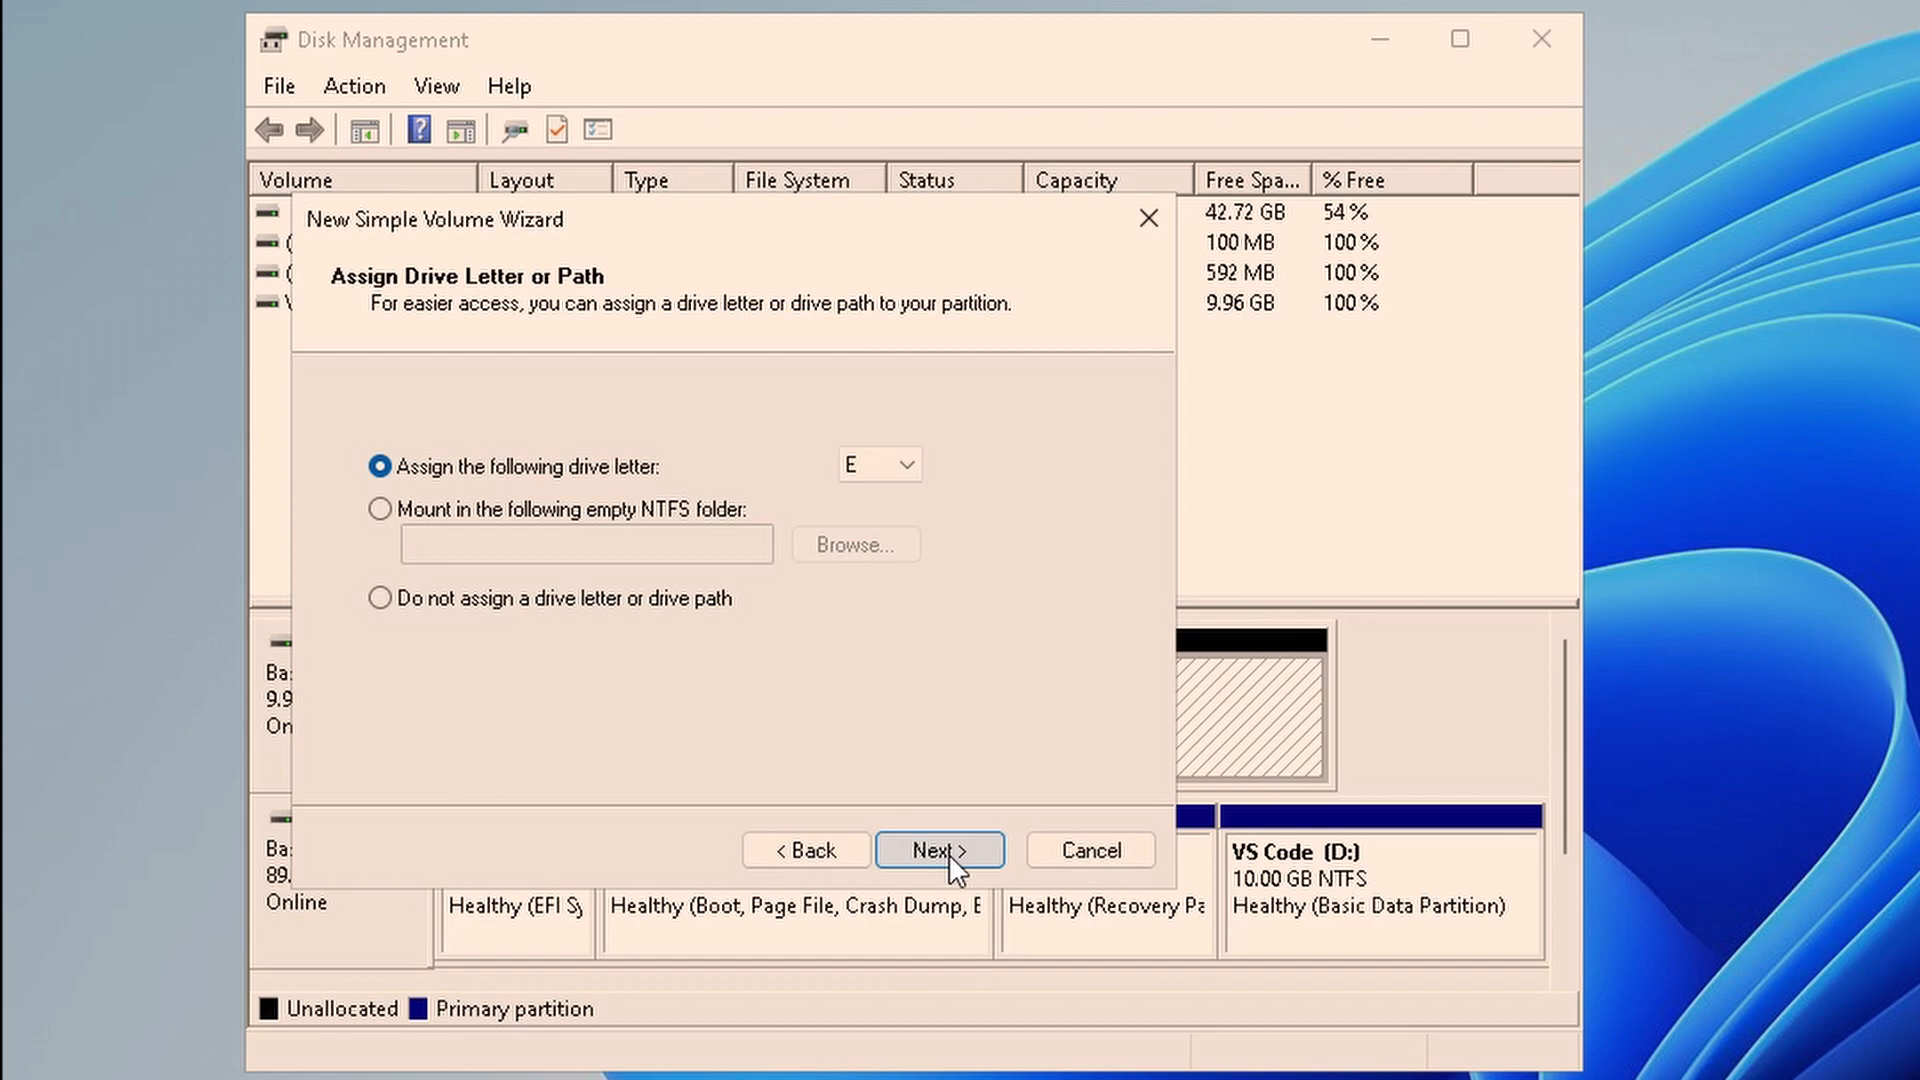 Disk Management
File Action View Help
Volume Layout Type File System Status Capacity Free Spa... % Free
42.72 GB 54 %
100 MB 100 %
592 MB 100 %
9.96 GB 100 %
New Simple Volume Wizard
Assign Drive Letter or Path
For easier access, you can assign a drive letter or drive path to your partition.
Assign the following drive letter: E
Mount in the following empty NTFS folder:
Browse...
Do not assign a drive letter or drive path
< Back Next > Cancel
Ba
9.9
On
Ba
89.
Online
Healthy (EFI Sy
Healthy (Boot, Page File, Crash Dump, E
Healthy (Recovery Pa
VS Code (D:)
10.00 GB NTFS
Healthy (Basic Data Partition)
Unallocated Primary partition